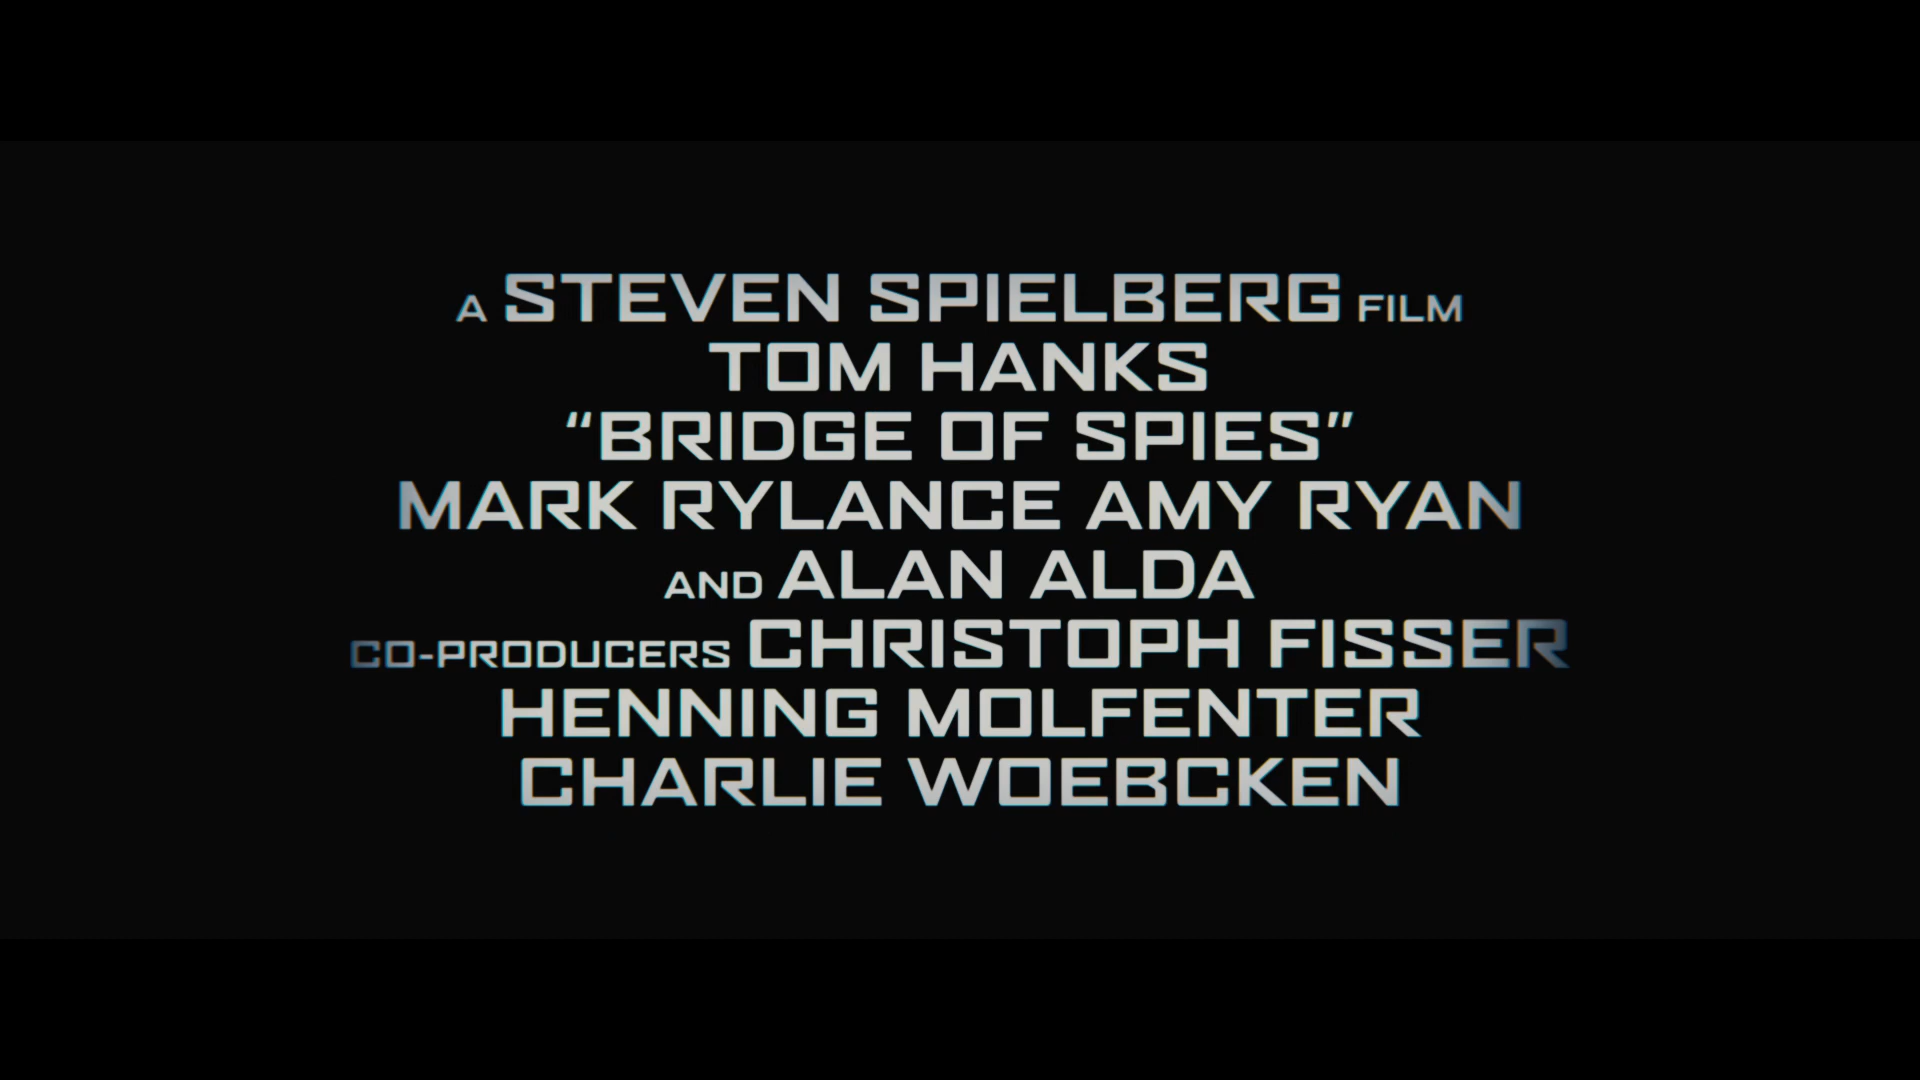 A STEVEN SPIELBERG FILM
TOM HANKS
“BRIDGE OF SPIES”
MARK RYLANCE AMY RYAN
AND ALAN ALDA
CO-PRODUCERS CHRISTOPH FISSER
HENNING MOLFENTER
CHARLIE WOEBCKEN